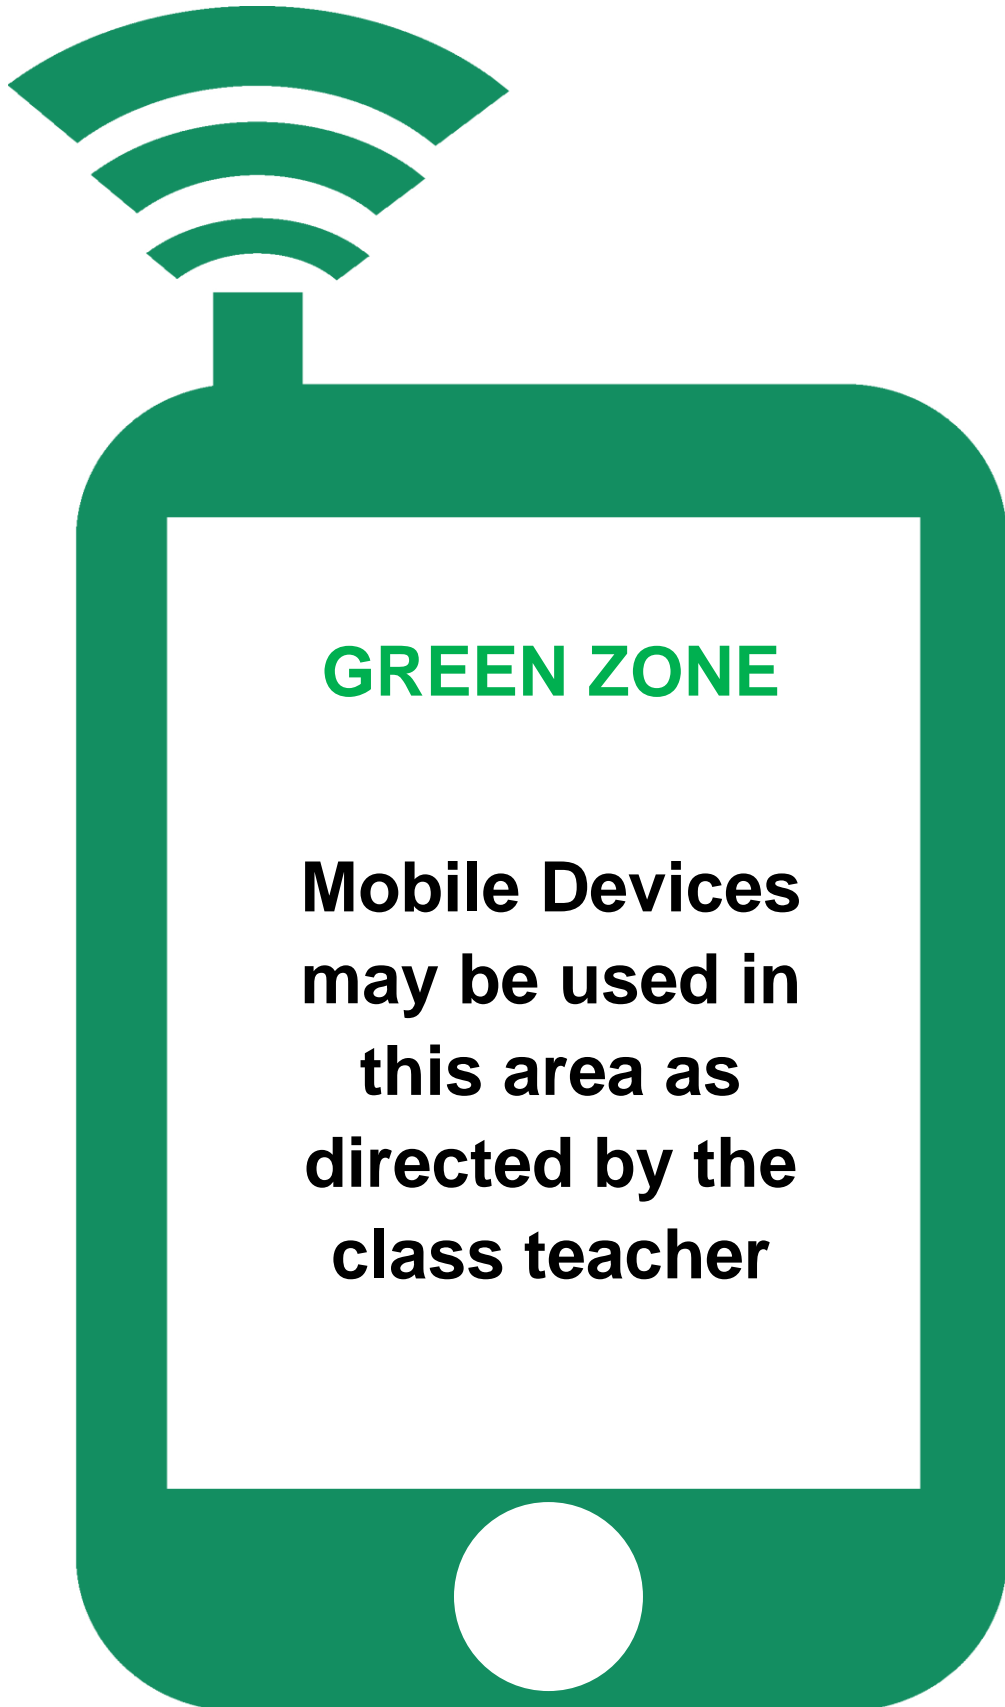 GREEN ZONE
Mobile Devices
may be used in
this area as
directed by the
class teacher